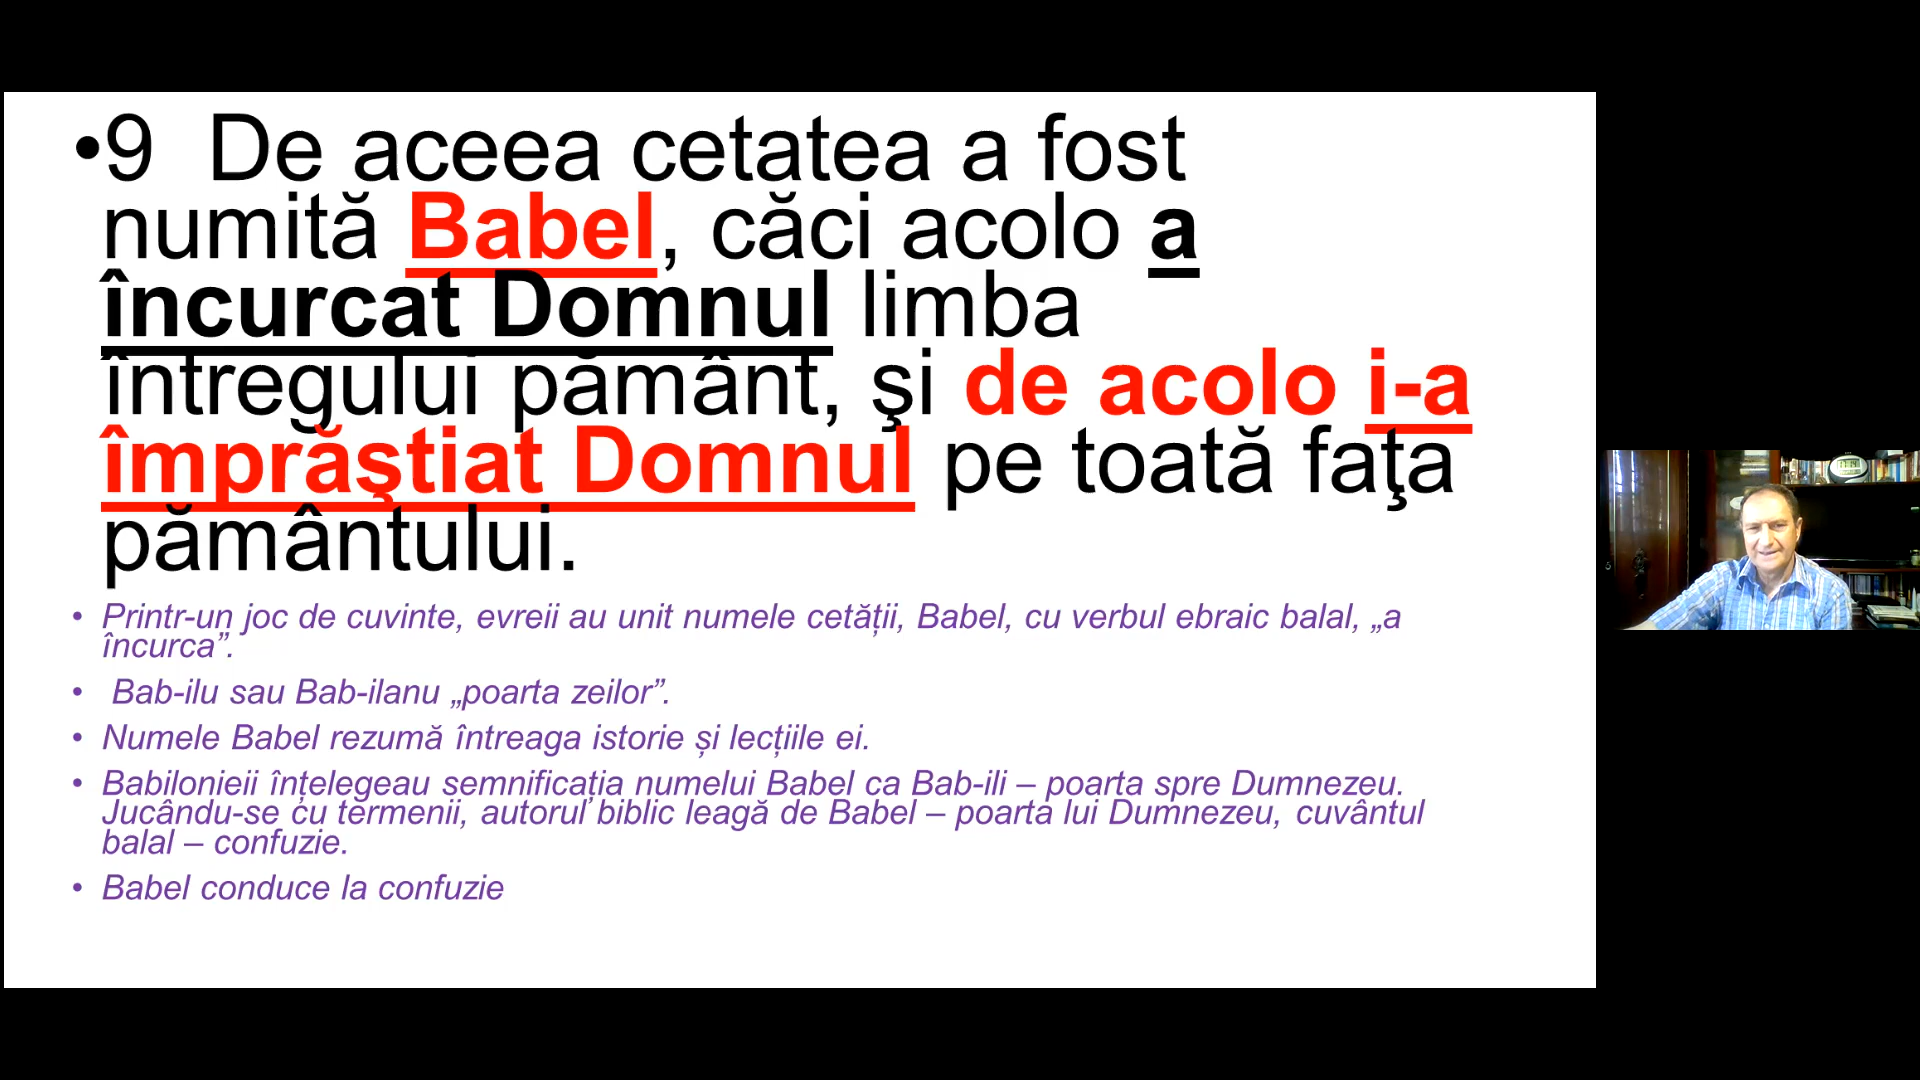 •9 De aceea cetatea a fost
numită Babel, căci acolo a
încurcat Domnul limba
întregului pământ, şi de acolo i-a
împrăştiat Domnul pe toată faţa
pământului.
• Printr-un joc de cuvinte, evreii au unit numele cetății, Babel, cu verbul ebraic balal, „a
încurca”.
• Bab-ilu sau Bab-ilanu „poarta zeilor”.
• Numele Babel rezumă întreaga istorie și lecțiile ei.
• Babilonieii înțelegeau semnificația numelui Babel ca Bab-ili – poarta spre Dumnezeu.
Jucându-se cu termenii, autorul biblic leagă de Babel – poarta lui Dumnezeu, cuvântul
balal – confuzie.
• Babel conduce la confuzie